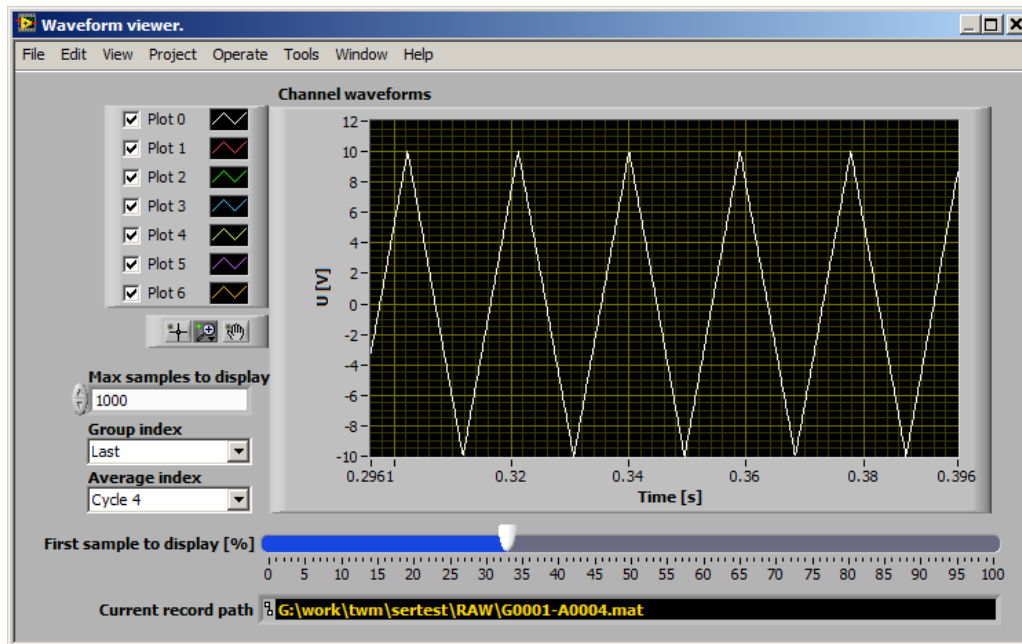 Waveform viewer.
File Edit View Project Operate Tools Window Help
Channel waveforms
Plot 0
Plot 1
Plot 2
Plot 3
Plot 4
Plot 5
Plot 6
12
10
8
6
4
2
0
-2
-4
-6
-8
-10
U [V]
0.2961 0.32 0.34 0.36 0.38 0.396
Time [s]
Max samples to display
1000
Group index
Last
Average index
Cycle 4
First sample to display [%]
0 5 10 15 20 25 30 35 40 45 50 55 60 65 70 75 80 85 90 95 100
Current record path G:\work\twm\sertest\RAW\G0001-A0004.mat